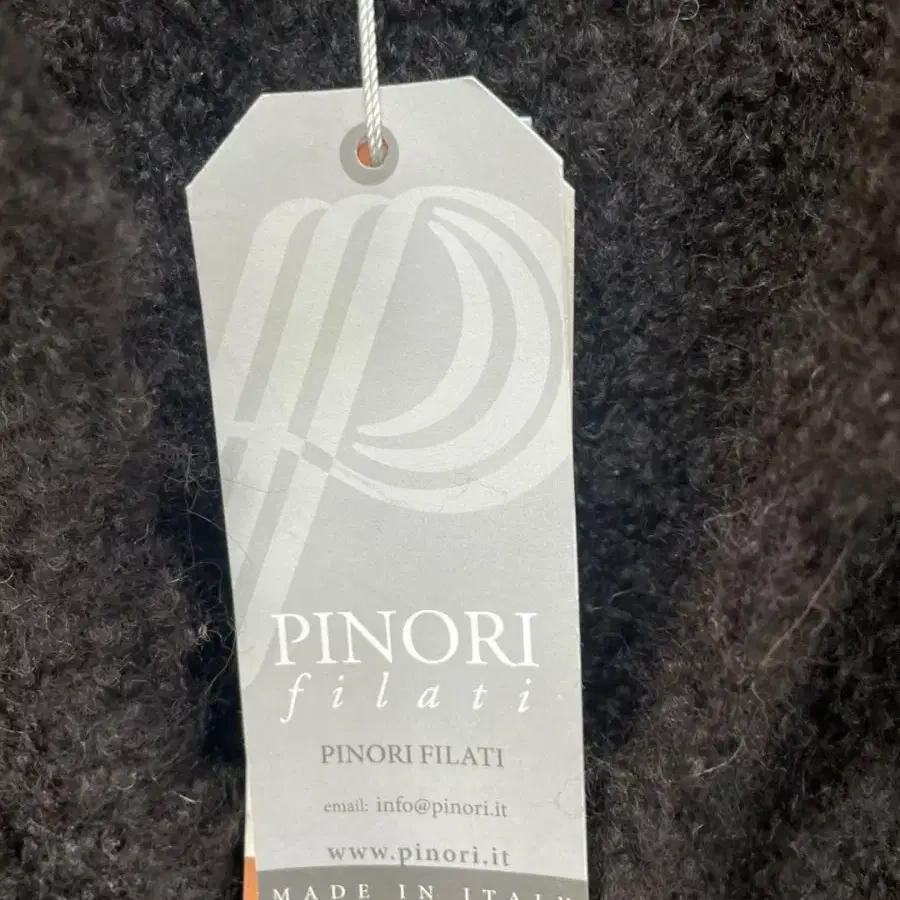 PINORI
filati
PINORI FILATI
email: info@pinori.it
www.pinori.it
MADE IN ITALY